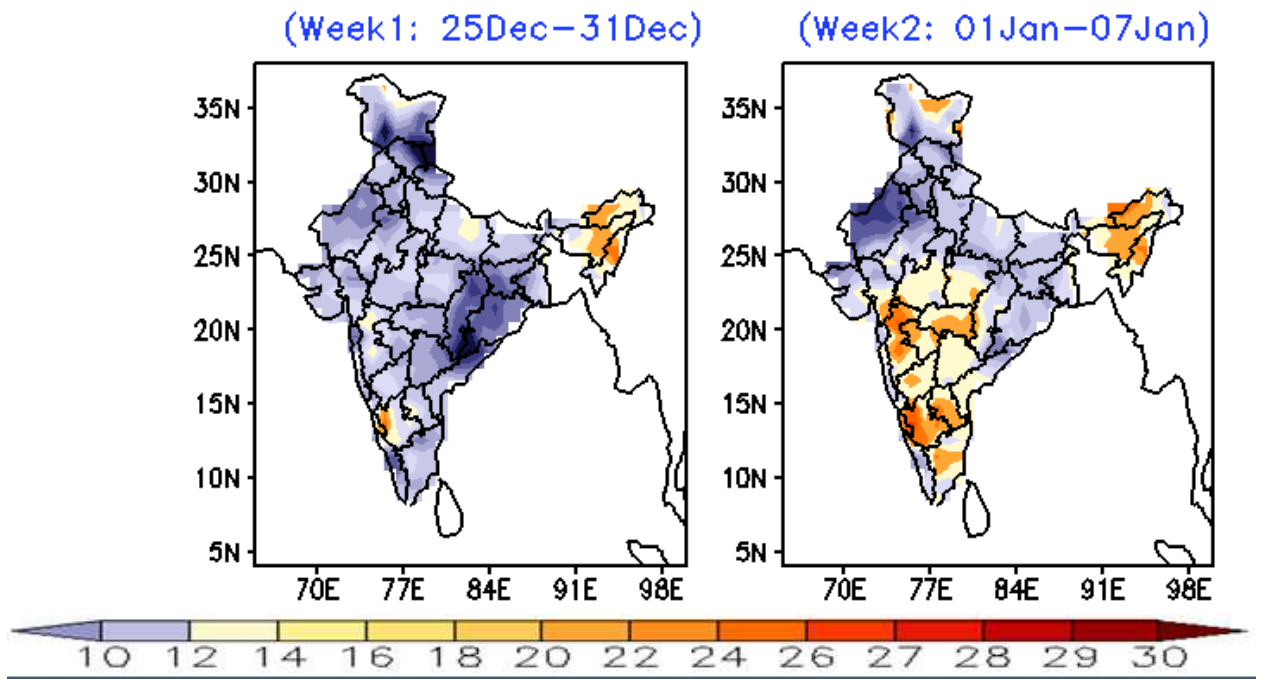 (Week1: 25Dec−31Dec) (Week2: 01Jan−07Jan)
35N 35N
30N 30N
25N 25N
20N 20N
15N 15N
10N 10N
5N 5N
70E 77E 84E 91E 98E 70E 77E 84E 91E 98E
10 12 14 16 18 20 22 24 26 27 28 29 30